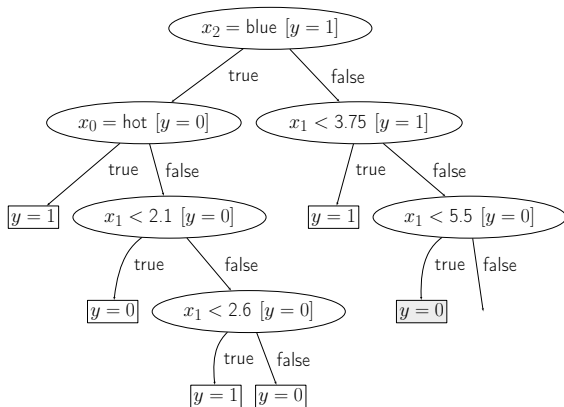 x₂ = blue [y = 1]
true
false
x₀ = hot [y = 0]
x₁ < 3.75 [y = 1]
true
false
true
false
y = 1
x₁ < 2.1 [y = 0]
y = 1
x₁ < 5.5 [y = 0]
true
false
true
false
y = 0
x₁ < 2.6 [y = 0]
y = 0
true
false
y = 1
y = 0